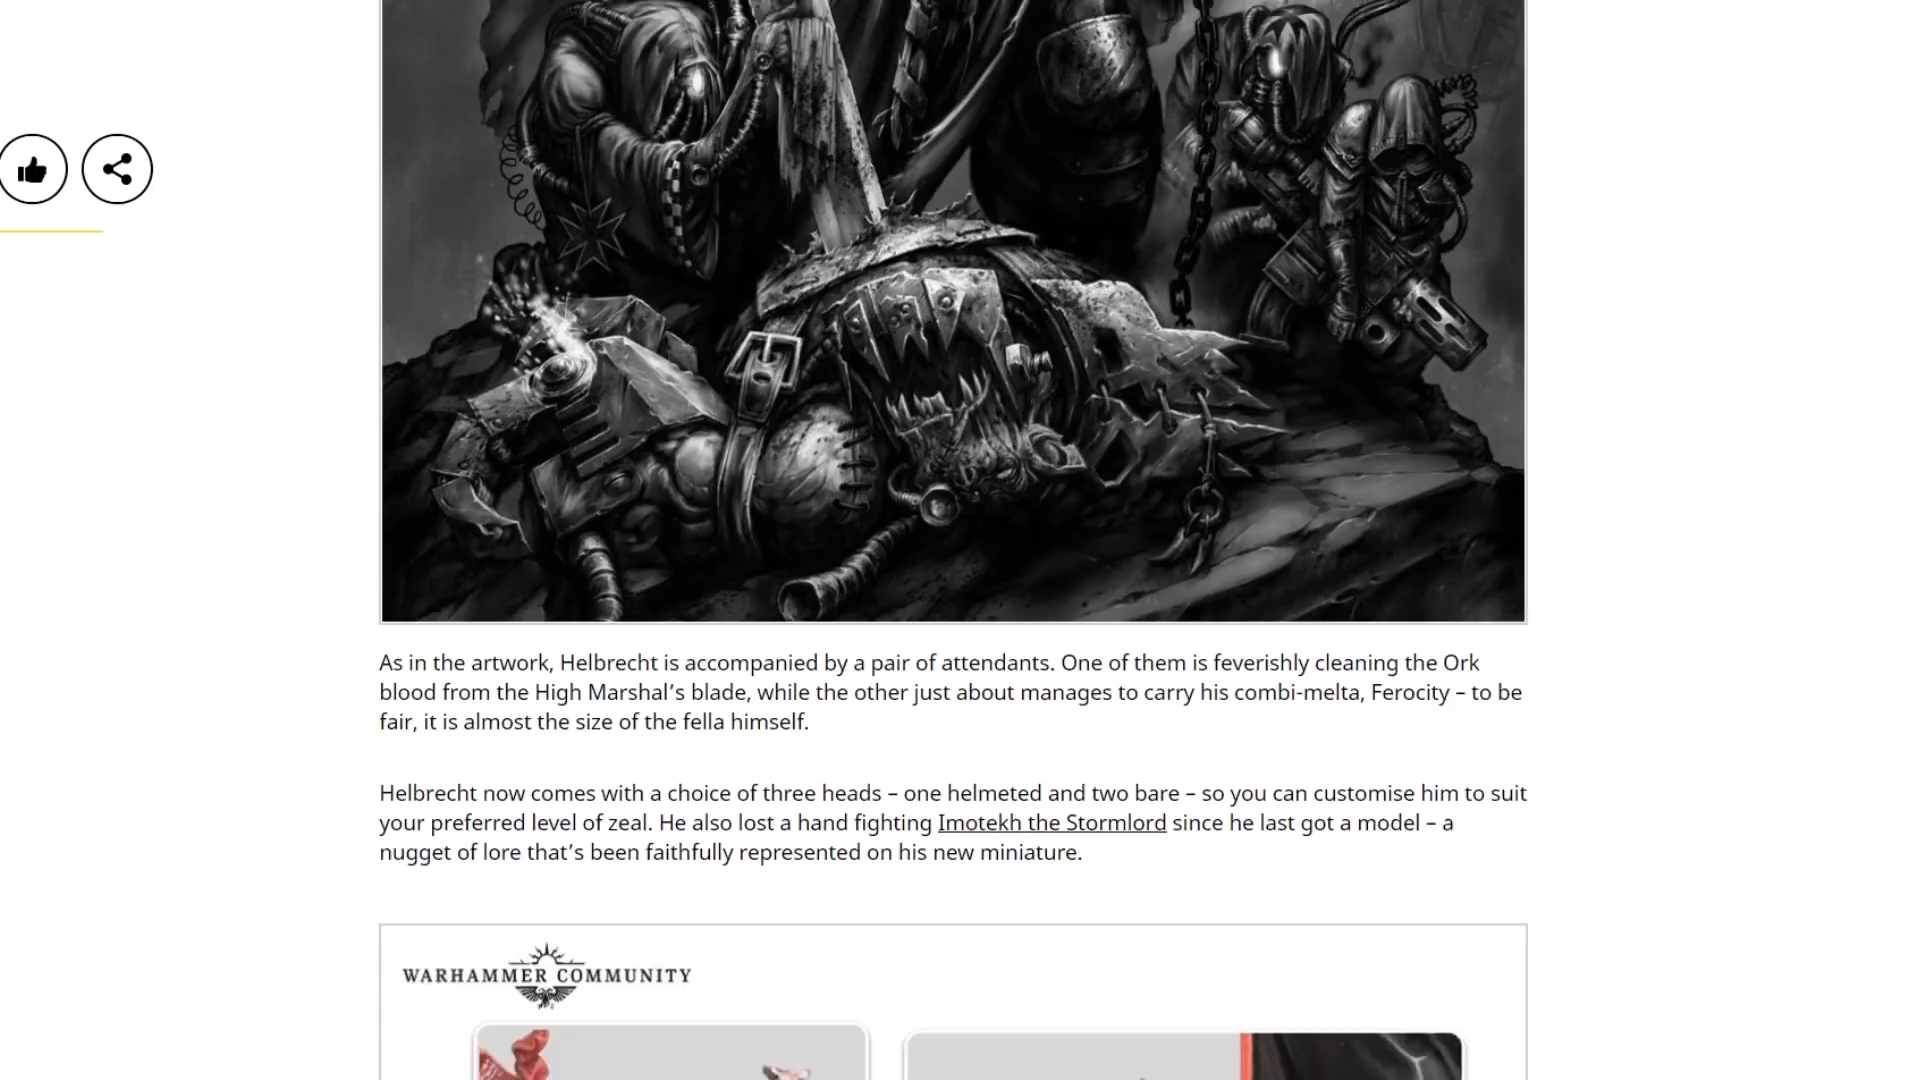 As in the artwork, Helbrecht is accompanied by a pair of attendants. One of them is feverishly cleaning the Ork
blood from the High Marshal’s blade, while the other just about manages to carry his combi-melta, Ferocity – to be
fair, it is almost the size of the fella himself.
Helbrecht now comes with a choice of three heads – one helmeted and two bare – so you can customise him to suit
your preferred level of zeal. He also lost a hand fighting Imotekh the Stormlord since he last got a model – a
nugget of lore that’s been faithfully represented on his new miniature.
WARHAMMER COMMUNITY